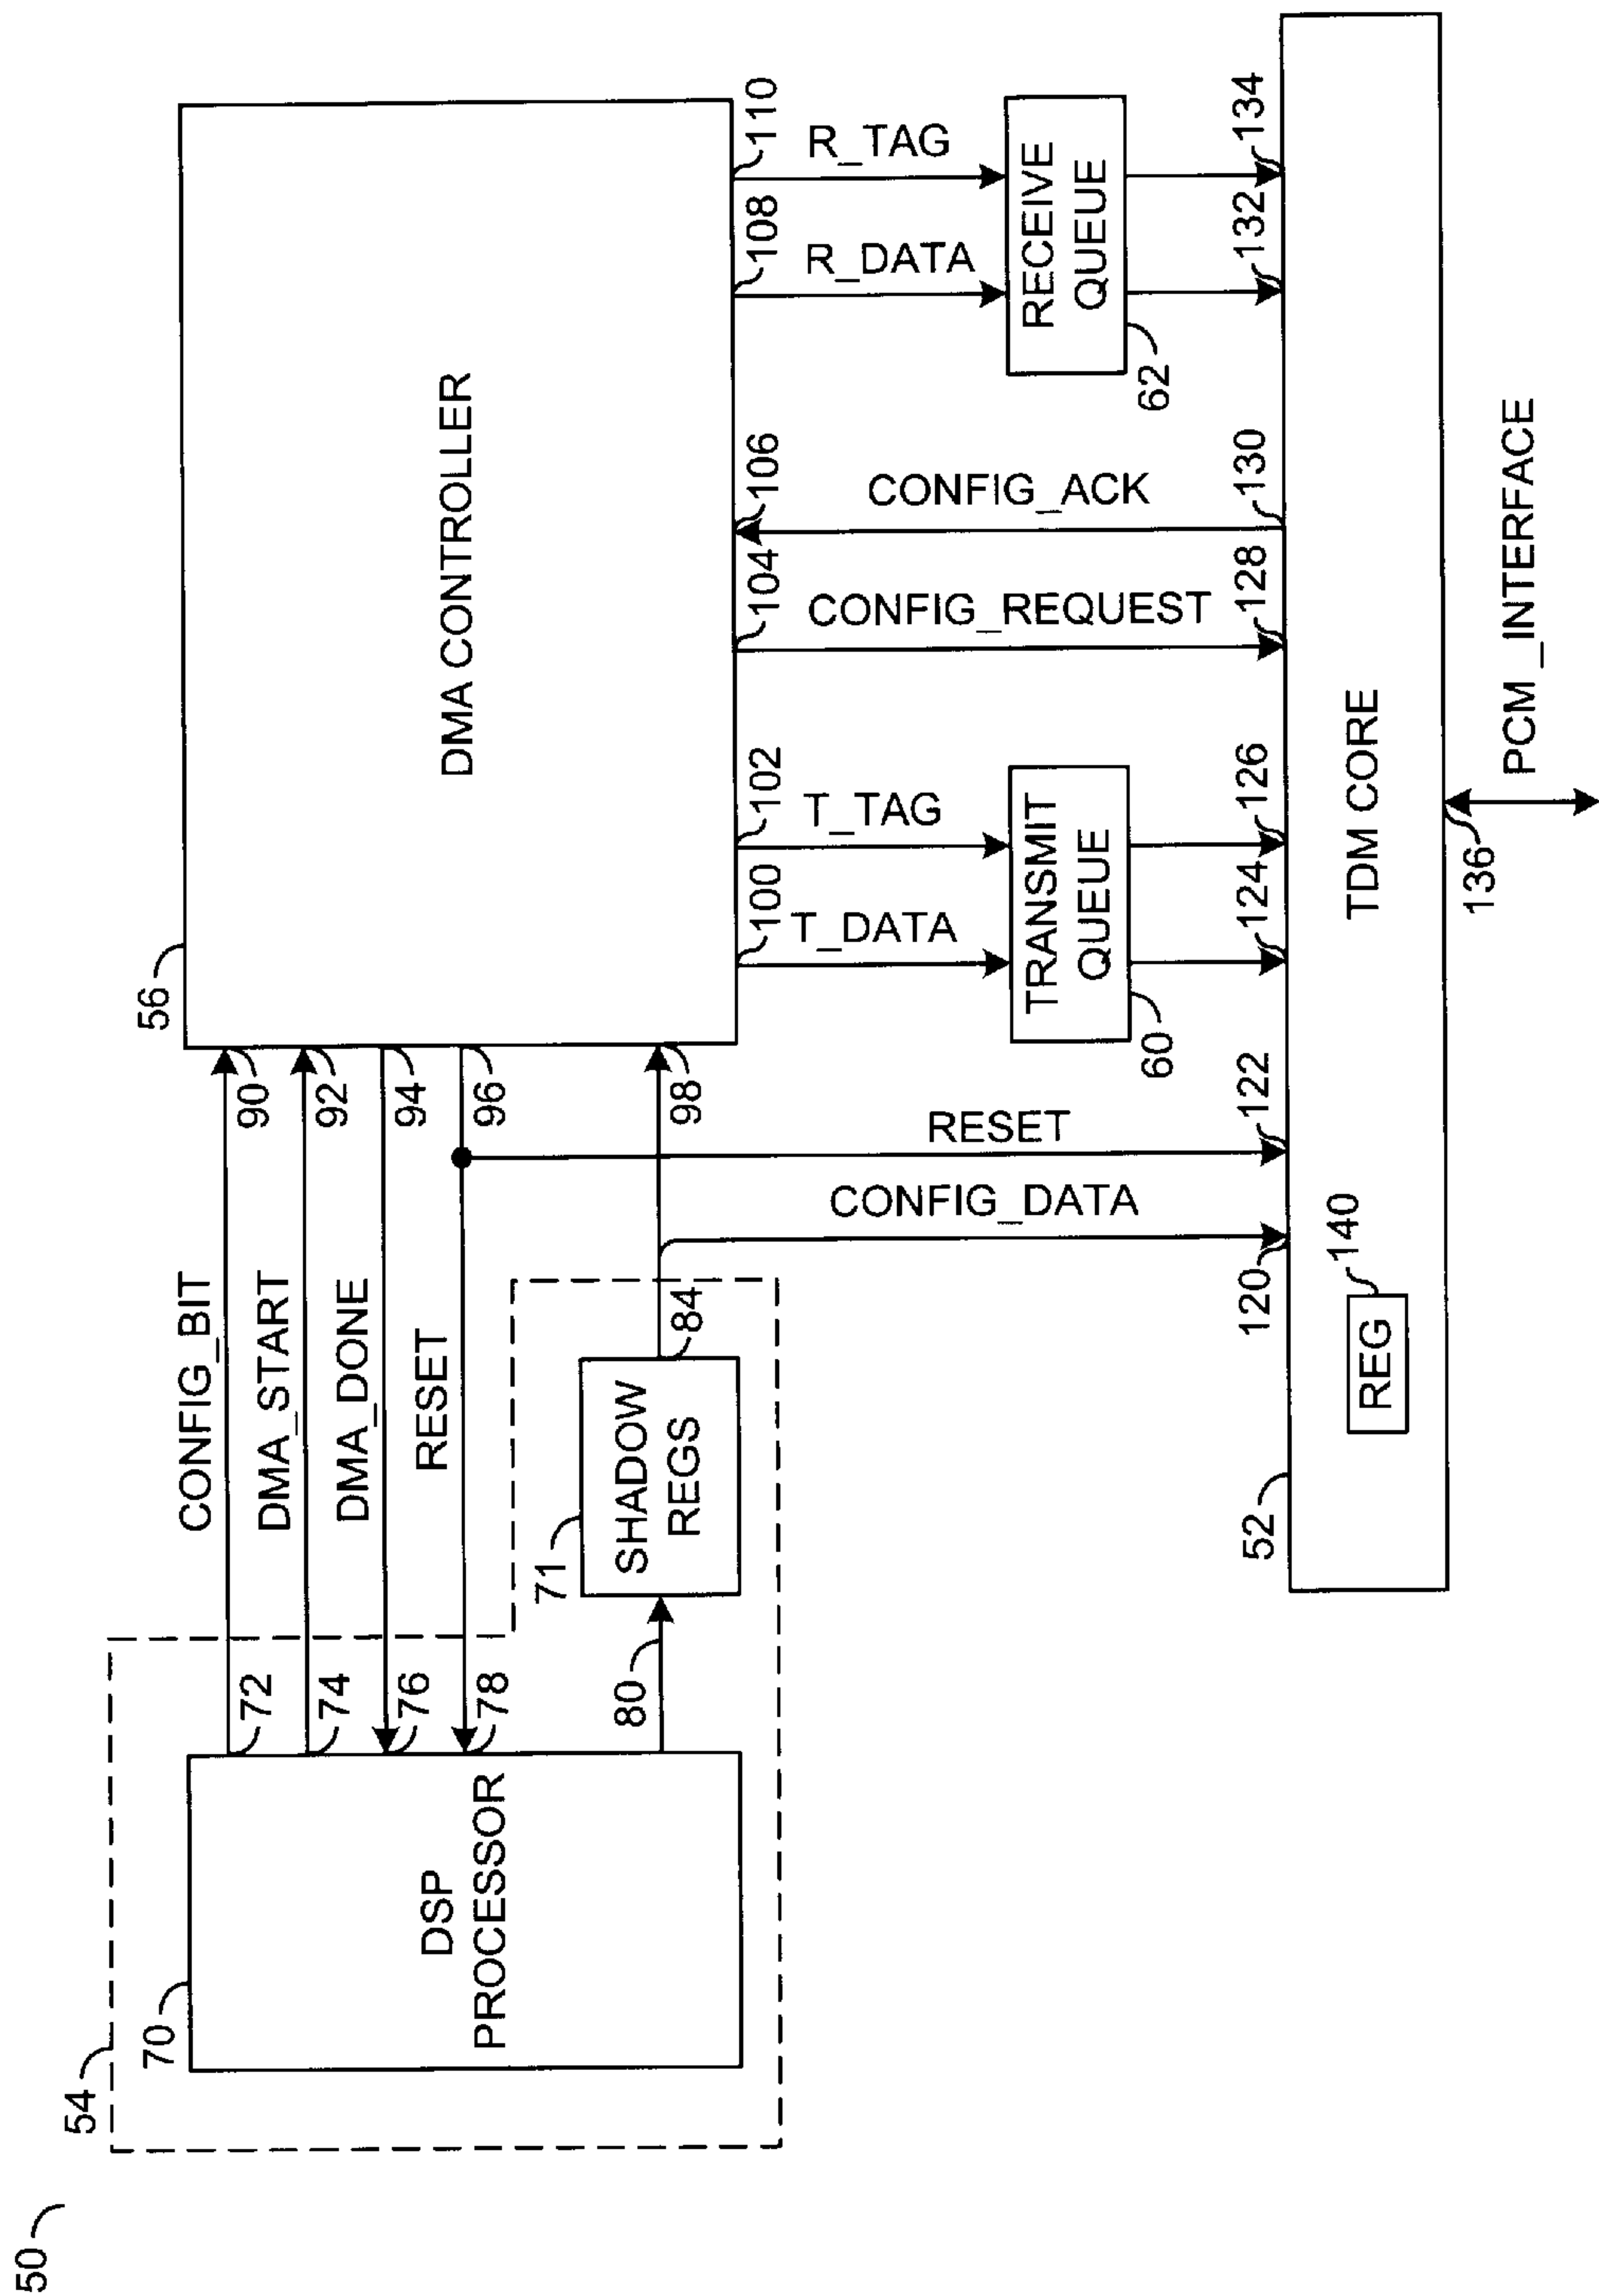 50
54
70
DSP
PROCESSOR
72
74
76
78
80
71
SHADOW
REGS
84
CONFIG_BIT
DMA_START
DMA_DONE
RESET
90
92
94
96
98
56
DMA CONTROLLER
100
102
104
106
108
110
CONFIG_DATA
RESET
T_DATA
T_TAG
CONFIG_REQUEST
CONFIG_ACK
R_DATA
R_TAG
TRANSMIT
QUEUE
60
RECEIVE
QUEUE
62
120
122
124
126
128
130
132
134
52
REG
140
TDM CORE
136
PCM_INTERFACE